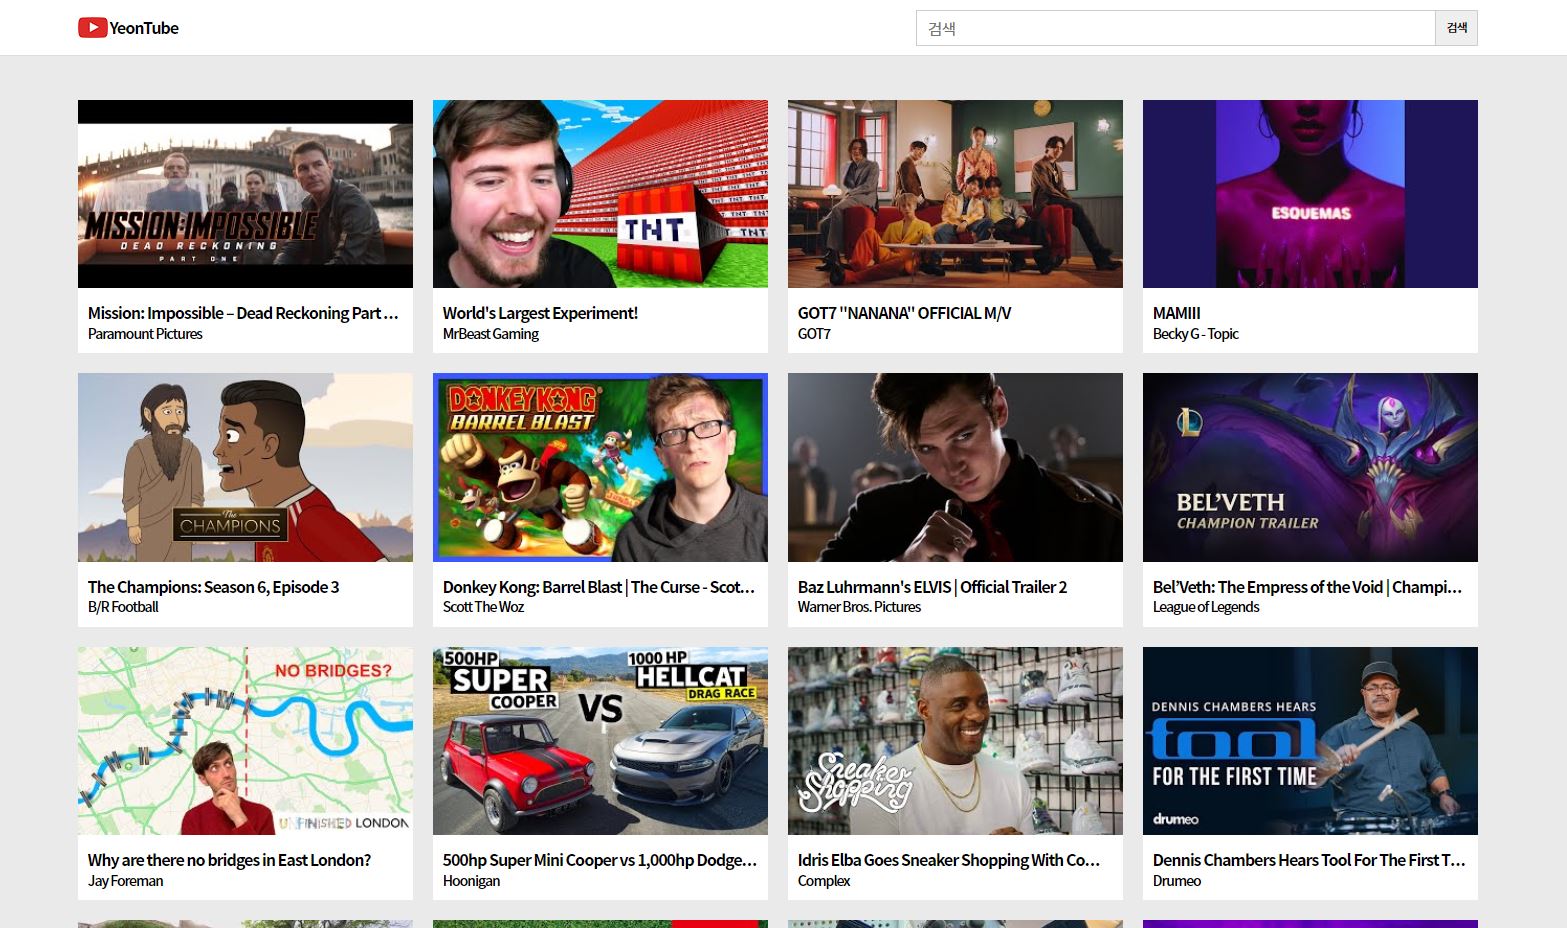 YeonTube
검색
검색
MISSION:IMPOSSIBLE
DEAD RECKONING
PART ONE
TNT
ESQUEMAS
Mission: Impossible – Dead Reckoning Part ...
Paramount Pictures
World's Largest Experiment!
MrBeast Gaming
GOT7 "NANANA" OFFICIAL M/V
GOT7
MAMIII
Becky G - Topic
The
CHAMPIONS
DONKEY KONG
BARREL BLAST
BEL'VETH
CHAMPION TRAILER
The Champions: Season 6, Episode 3
B/R Football
Donkey Kong: Barrel Blast | The Curse - Scot...
Scott The Woz
Baz Luhrmann's ELVIS | Official Trailer 2
Warner Bros. Pictures
Bel’Veth: The Empress of the Void | Champi...
League of Legends
NO BRIDGES?
UNFINISHED LONDON
500HP
SUPER
COOPER
VS
1000 HP
HELLCAT
DRAG RACE
Sneaker
Shopping
DENNIS CHAMBERS HEARS
TOOL
FOR THE FIRST TIME
drumeo
Why are there no bridges in East London?
Jay Foreman
500hp Super Mini Cooper vs 1,000hp Dodge...
Hoonigan
Idris Elba Goes Sneaker Shopping With Co...
Complex
Dennis Chambers Hears Tool For The First T...
Drumeo